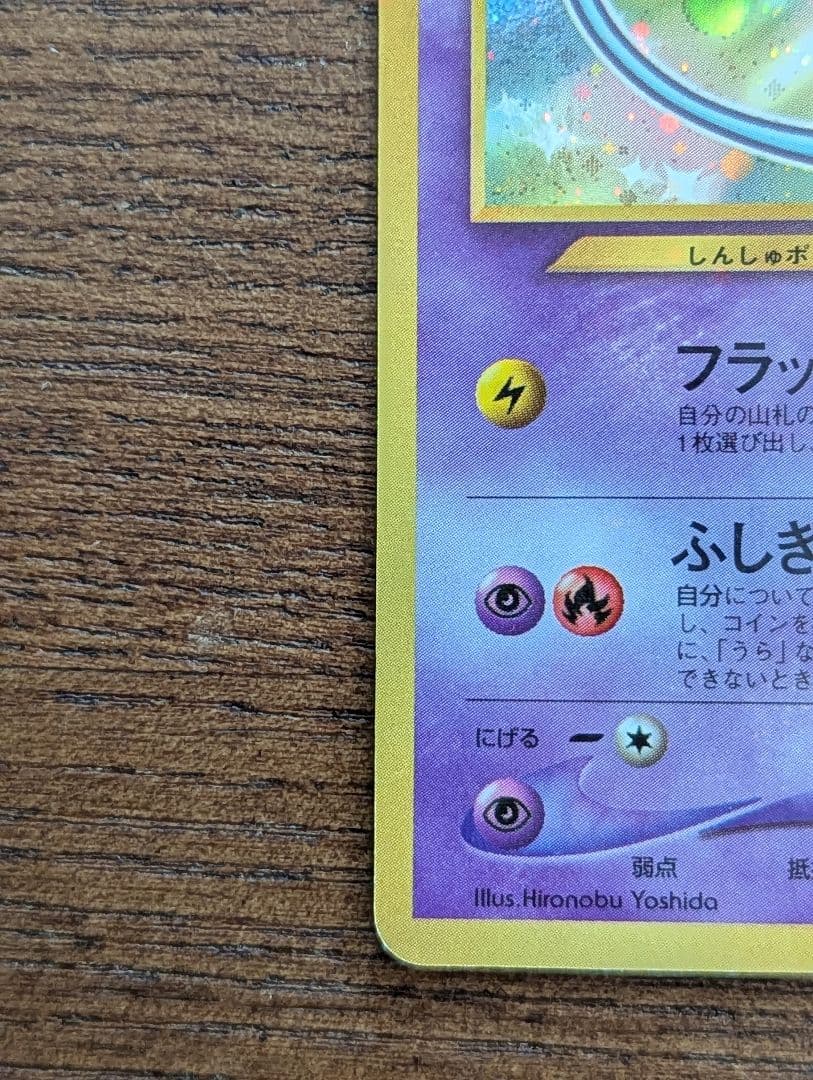 しんしゅポ
フラッ
自分の山札の
1枚選び出し、
ふしぎ
自分について
し、コインを
に、「うら」な
できないとき
にげる
弱点
抵
Illus. Hironobu Yoshida